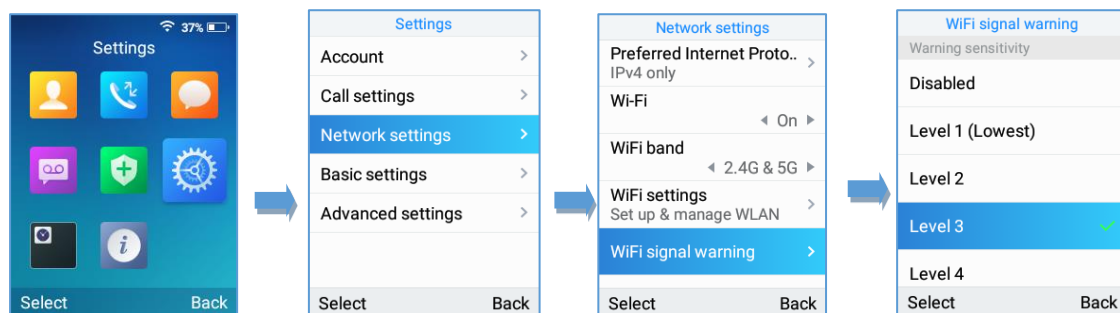 37%
Settings
Select Back
Settings
Account
Call settings
Network settings
Basic settings
Advanced settings
Select Back
Network settings
Preferred Internet Proto..
IPv4 only
Wi-Fi
On
WiFi band
2.4G & 5G
WiFi settings
Set up & manage WLAN
WiFi signal warning
Select Back
WiFi signal warning
Warning sensitivity
Disabled
Level 1 (Lowest)
Level 2
Level 3
Level 4
Select Back